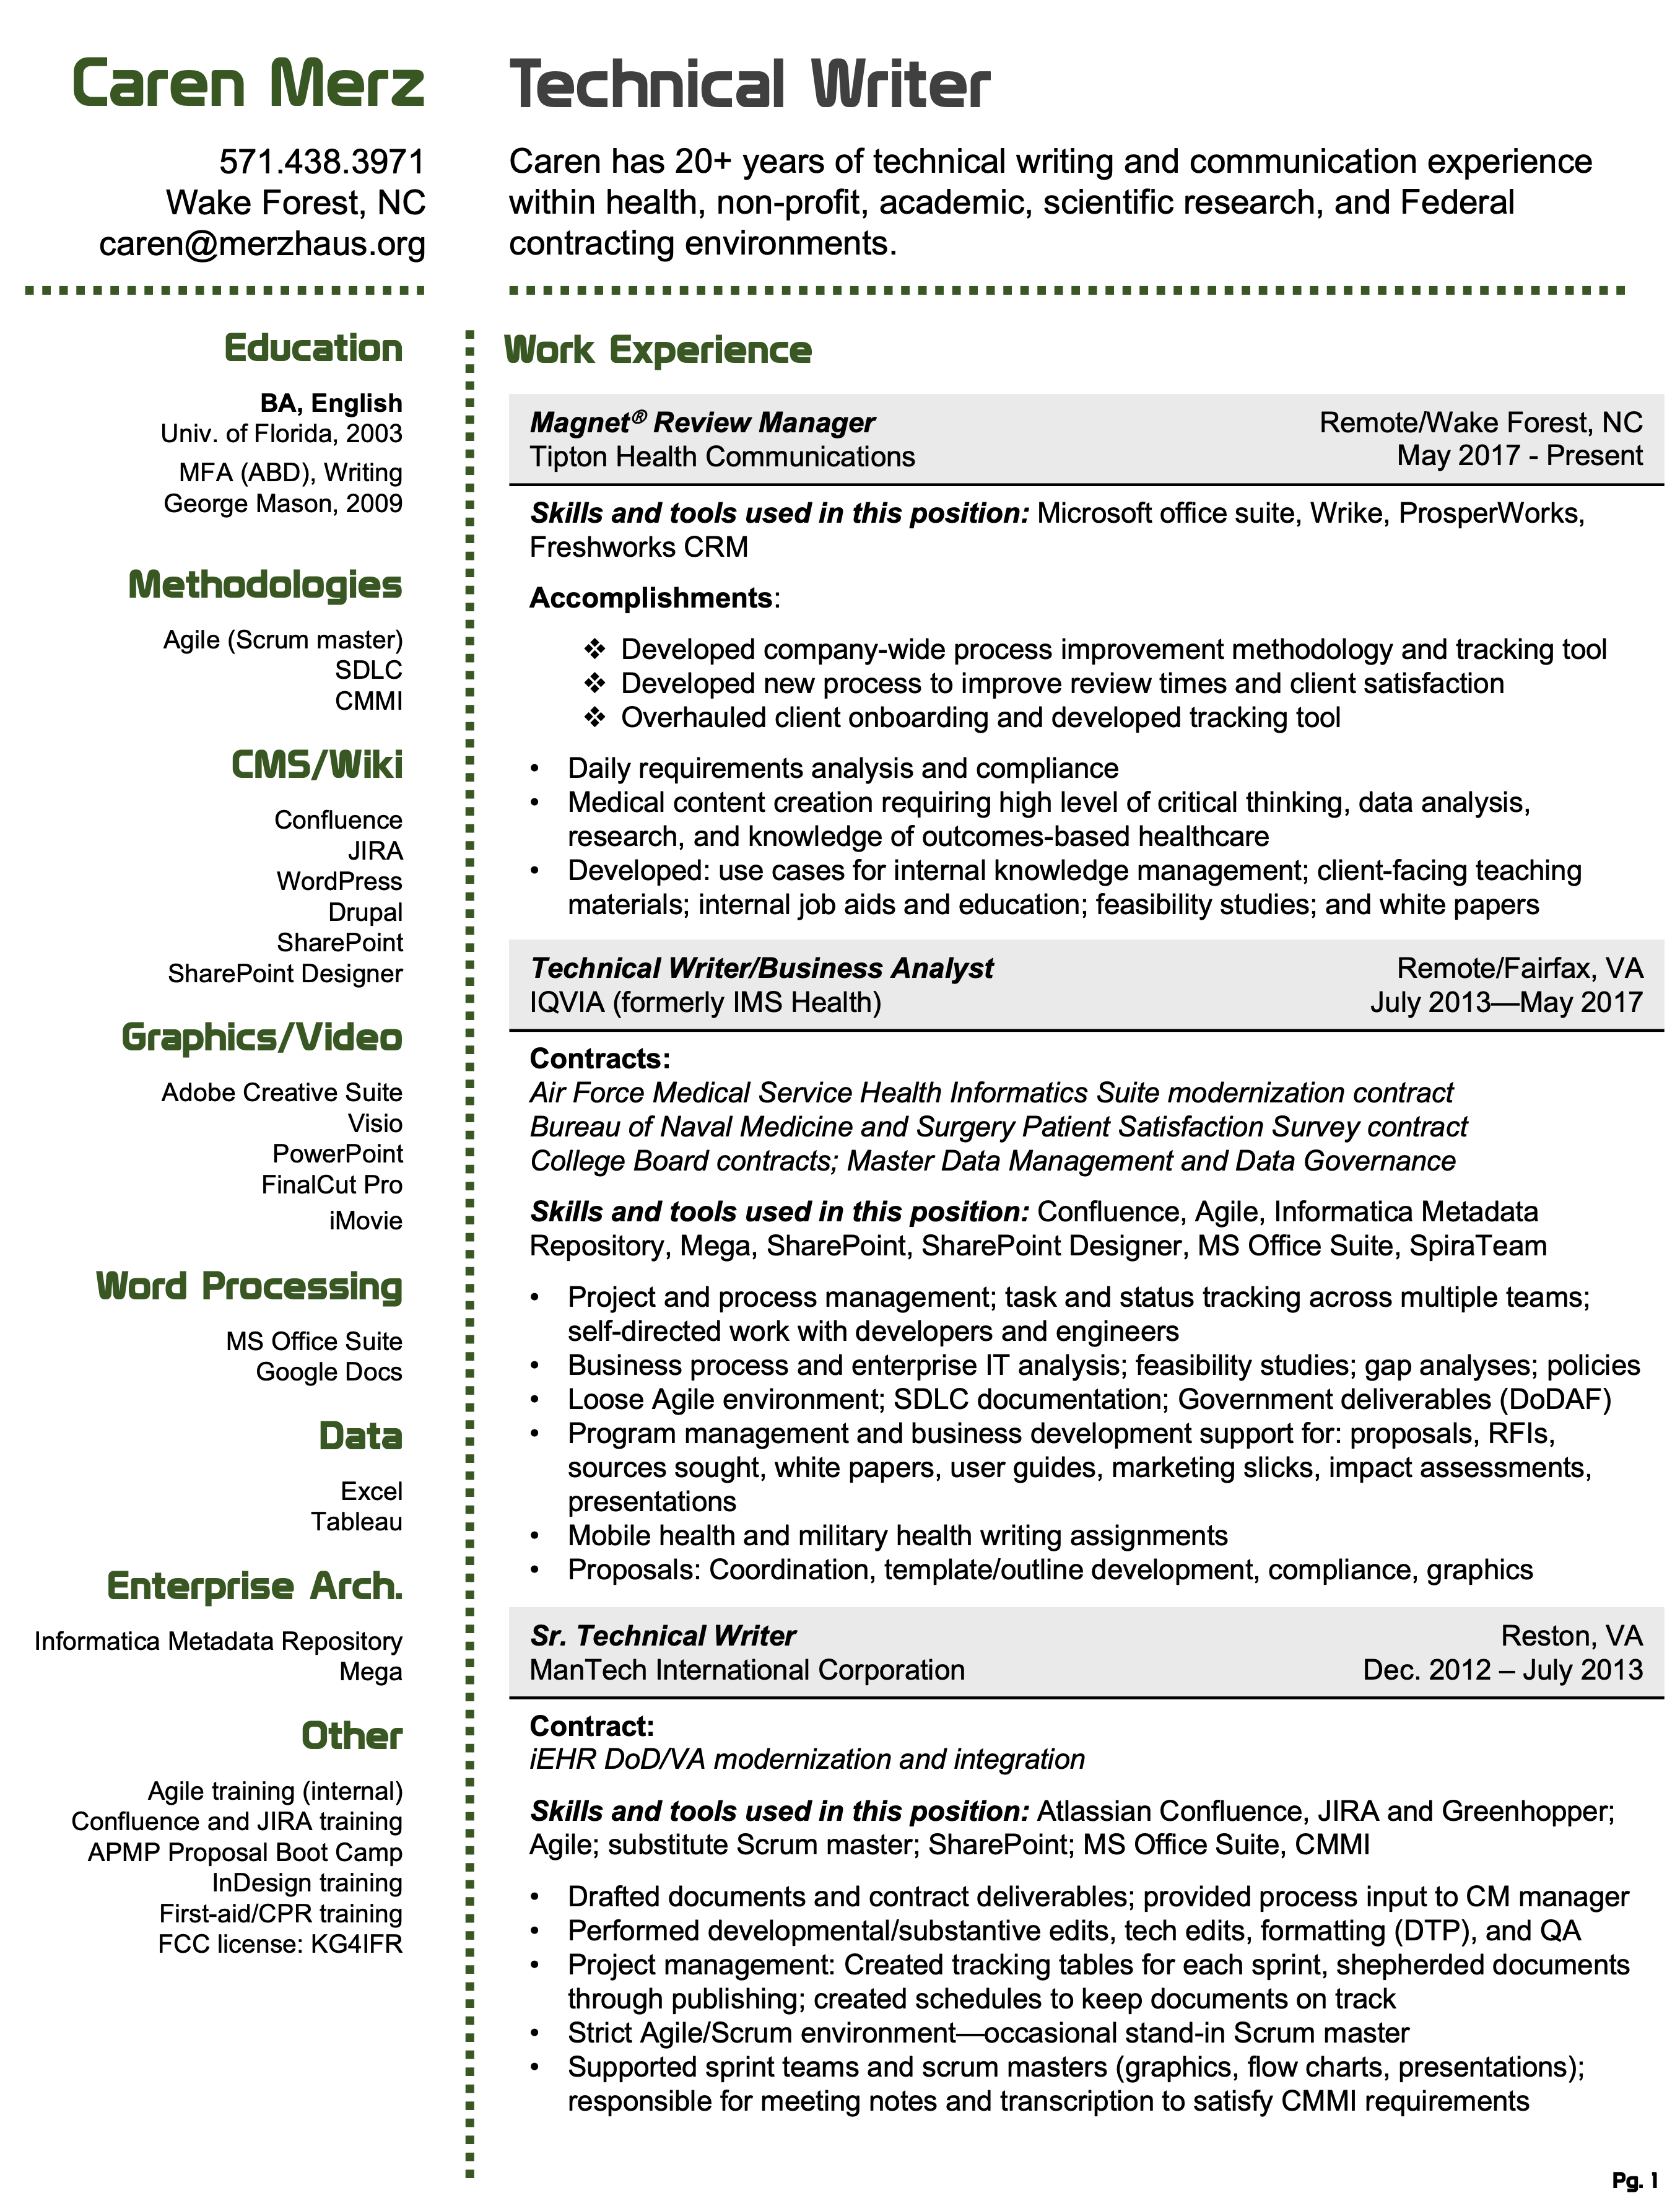 Caren Merz
571.438.3971
Wake Forest, NC
caren@merzhaus.org
Technical Writer
Caren has 20+ years of technical writing and communication experience
within health, non-profit, academic, scientific research, and Federal
contracting environments.
Education
BA, English
Univ. of Florida, 2003
MFA (ABD), Writing
George Mason, 2009
Methodologies
Agile (Scrum master)
SDLC
CMMI
CMS/Wiki
Confluence
JIRA
WordPress
Drupal
SharePoint
SharePoint Designer
Graphics/Video
Adobe Creative Suite
Visio
PowerPoint
FinalCut Pro
iMovie
Word Processing
MS Office Suite
Google Docs
Data
Excel
Tableau
Enterprise Arch.
Informatica Metadata Repository
Mega
Other
Agile training (internal)
Confluence and JIRA training
APMP Proposal Boot Camp
InDesign training
First-aid/CPR training
FCC license: KG4IFR
Work Experience
Magnet® Review Manager Remote/Wake Forest, NC
Tipton Health Communications May 2017 - Present
Skills and tools used in this position: Microsoft office suite, Wrike, ProsperWorks,
Freshworks CRM
Accomplishments:
❖ Developed company-wide process improvement methodology and tracking tool
❖ Developed new process to improve review times and client satisfaction
❖ Overhauled client onboarding and developed tracking tool
• Daily requirements analysis and compliance
• Medical content creation requiring high level of critical thinking, data analysis,
research, and knowledge of outcomes-based healthcare
• Developed: use cases for internal knowledge management; client-facing teaching
materials; internal job aids and education; feasibility studies; and white papers
Technical Writer/Business Analyst Remote/Fairfax, VA
IQVIA (formerly IMS Health) July 2013—May 2017
Contracts:
Air Force Medical Service Health Informatics Suite modernization contract
Bureau of Naval Medicine and Surgery Patient Satisfaction Survey contract
College Board contracts; Master Data Management and Data Governance
Skills and tools used in this position: Confluence, Agile, Informatica Metadata
Repository, Mega, SharePoint, SharePoint Designer, MS Office Suite, SpiraTeam
• Project and process management; task and status tracking across multiple teams;
self-directed work with developers and engineers
• Business process and enterprise IT analysis; feasibility studies; gap analyses; policies
• Loose Agile environment; SDLC documentation; Government deliverables (DoDAF)
• Program management and business development support for: proposals, RFIs,
sources sought, white papers, user guides, marketing slicks, impact assessments,
presentations
• Mobile health and military health writing assignments
• Proposals: Coordination, template/outline development, compliance, graphics
Sr. Technical Writer Reston, VA
ManTech International Corporation Dec. 2012 – July 2013
Contract:
iEHR DoD/VA modernization and integration
Skills and tools used in this position: Atlassian Confluence, JIRA and Greenhopper;
Agile; substitute Scrum master; SharePoint; MS Office Suite, CMMI
• Drafted documents and contract deliverables; provided process input to CM manager
• Performed developmental/substantive edits, tech edits, formatting (DTP), and QA
• Project management: Created tracking tables for each sprint, shepherded documents
through publishing; created schedules to keep documents on track
• Strict Agile/Scrum environment—occasional stand-in Scrum master
• Supported sprint teams and scrum masters (graphics, flow charts, presentations);
responsible for meeting notes and transcription to satisfy CMMI requirements
Pg. 1